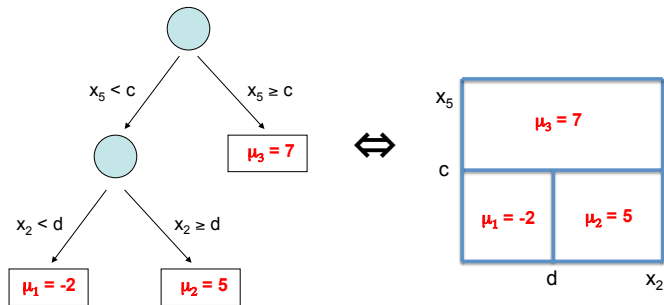 x₅ < c
x₅ ≥ c
μ₃ = 7
x₂ < d
x₂ ≥ d
μ₁ = -2
μ₂ = 5
⇔
x₅
μ₃ = 7
c
μ₁ = -2
μ₂ = 5
d
x₂